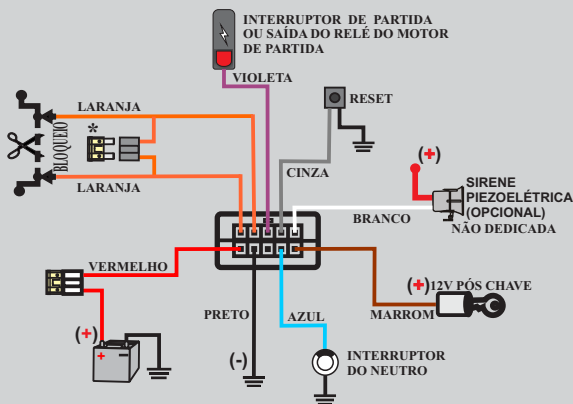 INTERRUPTOR DE PARTIDA
OU SAÍDA DO RELÉ DO MOTOR
DE PARTIDA
VIOLETA
LARANJA
RESET
*
BLOQUEIO
CINZA
(+)
SIRENE
PIEZOELÉTRICA
(OPCIONAL)
NÃO DEDICADA
LARANJA
BRANCO
VERMELHO
(+) 12V PÓS CHAVE
PRETO
AZUL
MARROM
(+)
(-)
INTERRUPTOR
DO NEUTRO
+ -